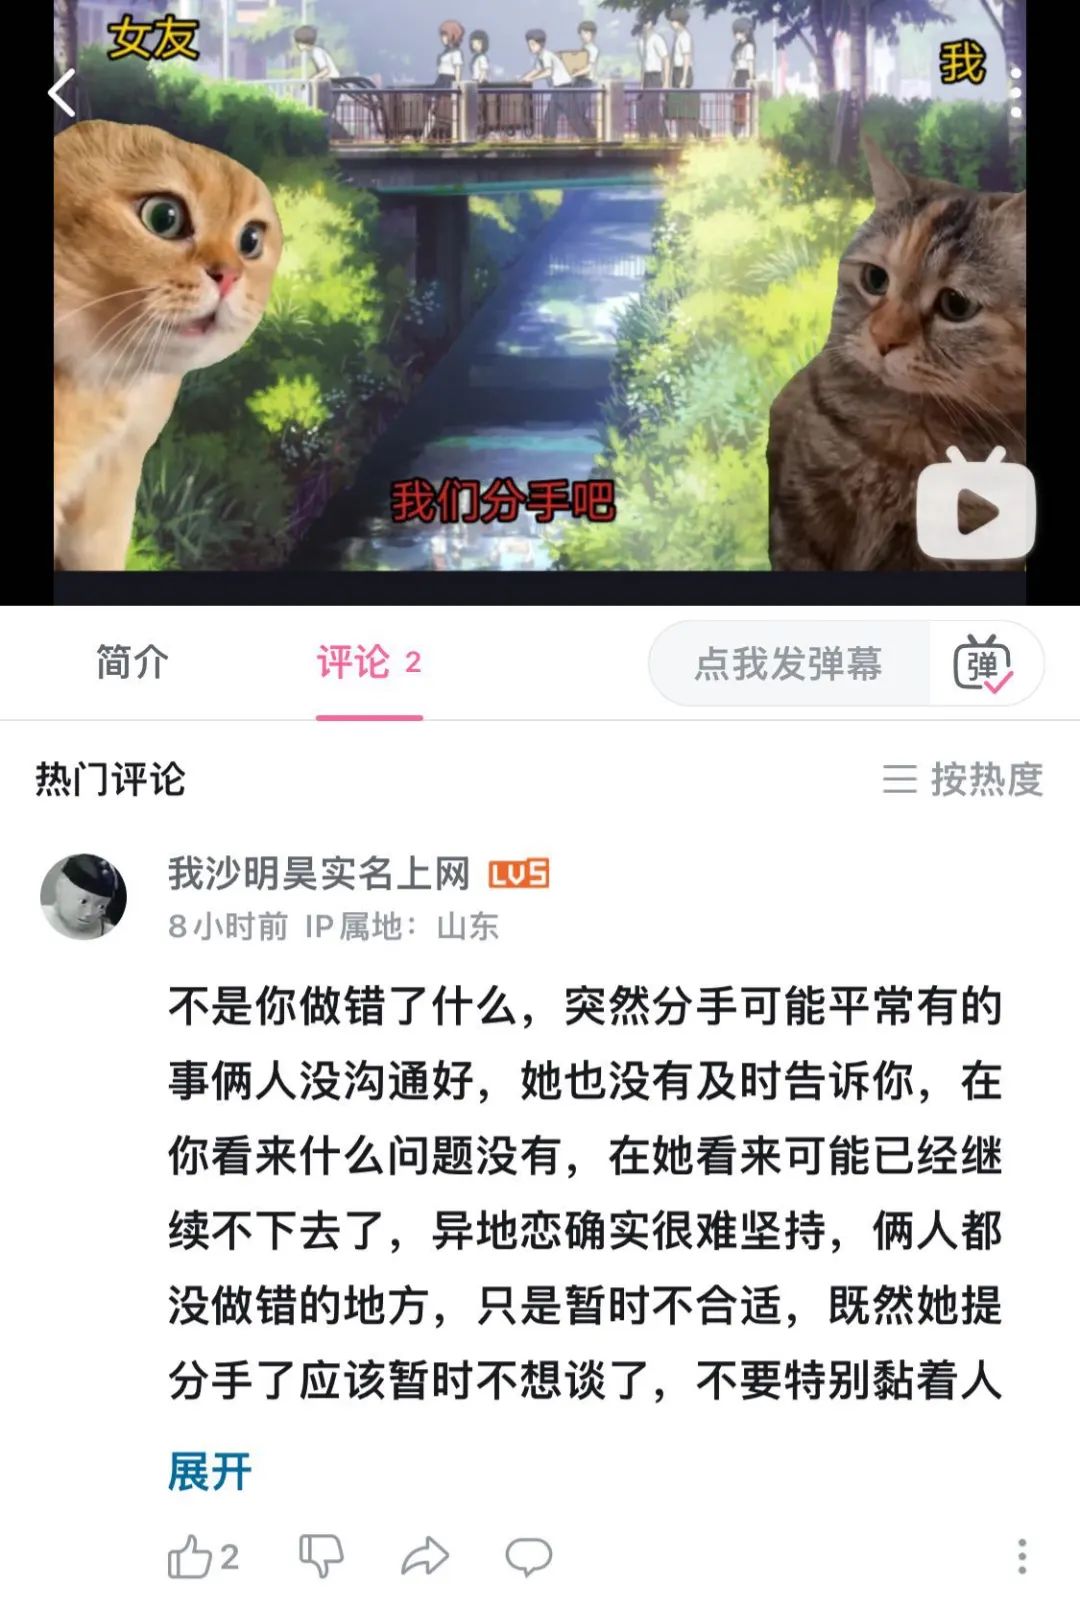 女友
我
我们分手吧
简介
评论 2
点我发弹幕
弹
热门评论
按热度
我沙明昊实名上网 LV5
8小时前 IP属地：山东
不是你做错了什么，突然分手可能平常有的
事俩人没沟通好，她也没有及时告诉你，在
你看来什么问题没有，在她看来可能已经继
续不下去了，异地恋确实很难坚持，俩人都
没做错的地方，只是暂时不合适，既然她提
分手了应该暂时不想谈了，不要特别黏着人
展开
2